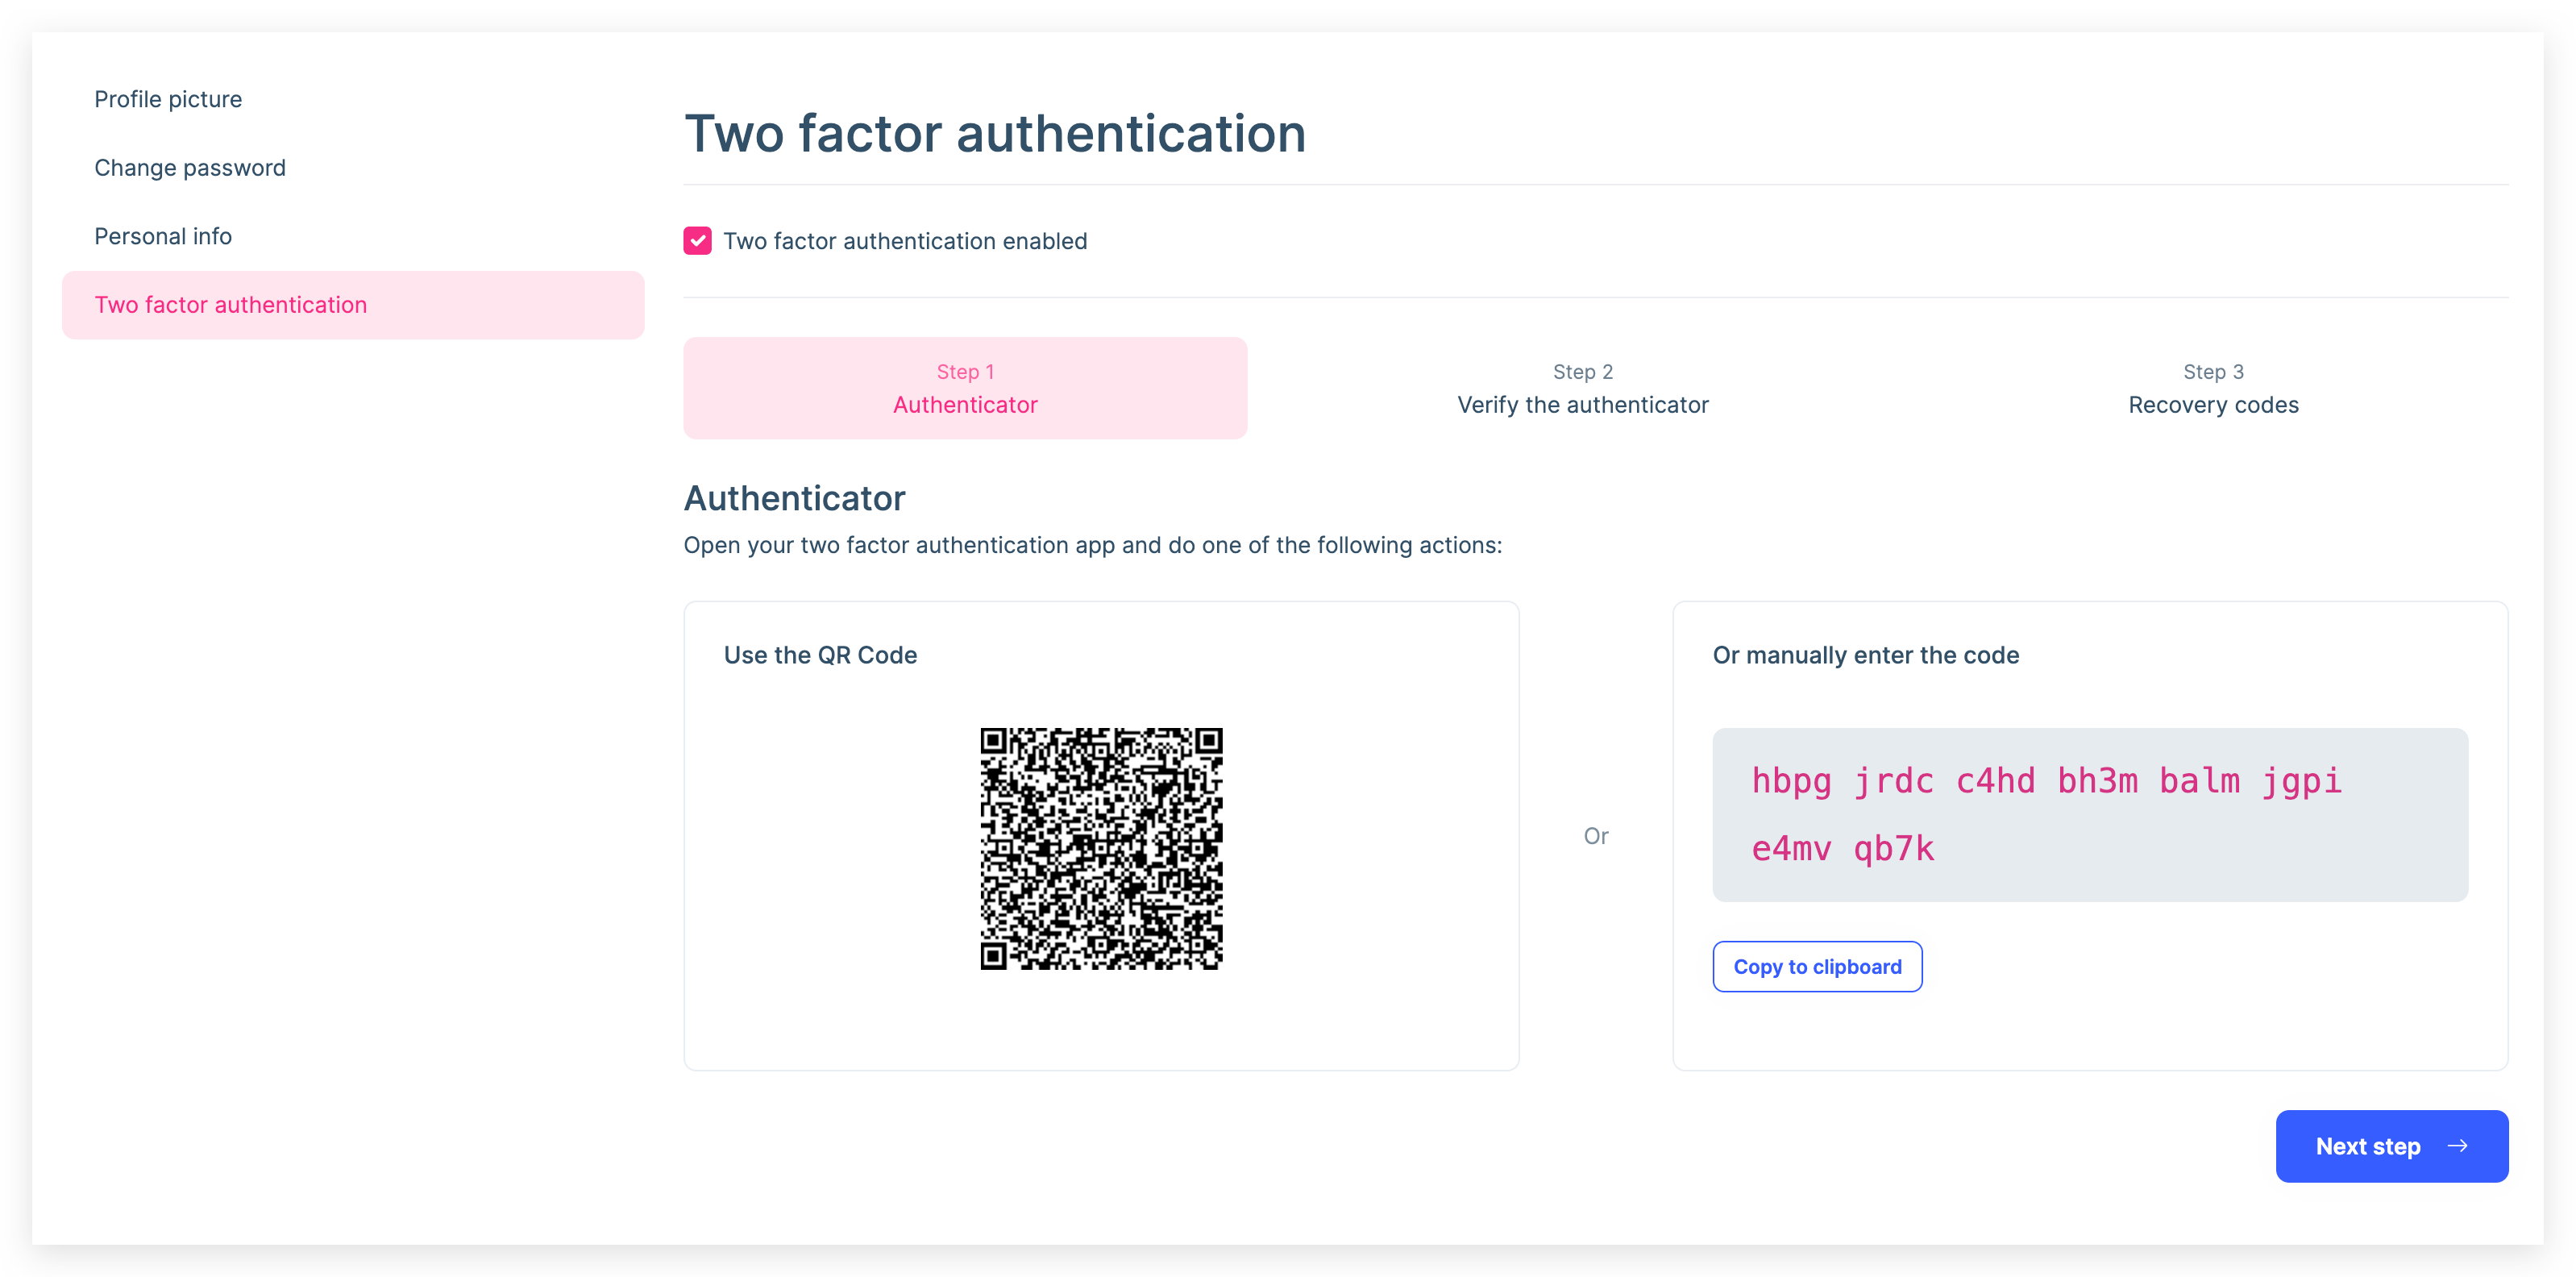 Profile picture
Change password
Personal info
Two factor authentication
Two factor authentication
Two factor authentication enabled
Step 1
Authenticator
Step 2
Verify the authenticator
Step 3
Recovery codes
Authenticator
Open your two factor authentication app and do one of the following actions:
Use the QR Code
Or
Or manually enter the code
hbpg jrdc c4hd bh3m balm jgpi
e4mv qb7k
Copy to clipboard
Next step